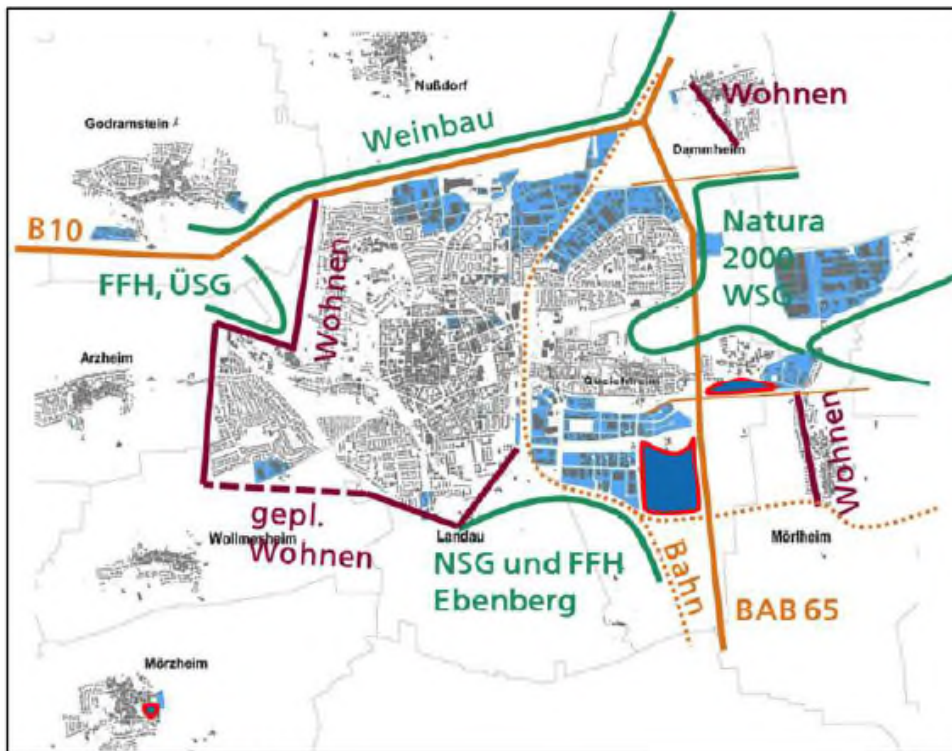 Nußdorf
Wohnen
Godramstein
Weinbau
Dammheim
B10
Natura
2000
WSG
FFH, ÜSG
Wohnen
Arzheim
Queichheim
Wohnen
gepl.
Wohnen
Wollmesheim
Landau
Mörlheim
NSG und FFH
Ebenberg
Bahn
BAB 65
Mörzheim